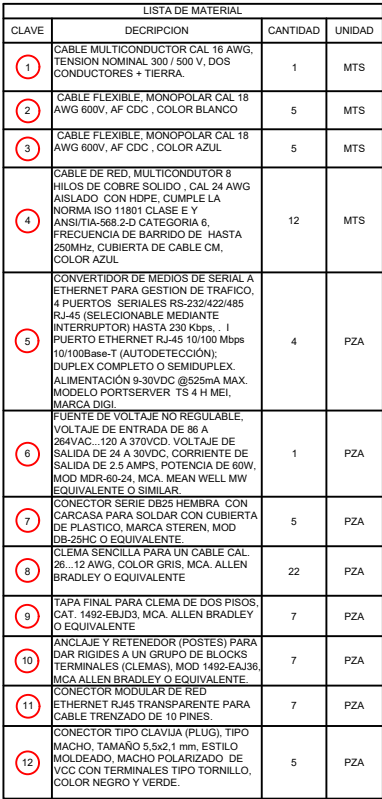 LISTA DE MATERIAL
CLAVE DECRIPCION CANTIDAD UNIDAD
1 CABLE MULTICONDUCTOR CAL 16 AWG, 1 MTS
TENSION NOMINAL 300 / 500 V, DOS
CONDUCTORES + TIERRA.
2 CABLE FLEXIBLE, MONOPOLAR CAL 18 5 MTS
AWG 600V, AF CDC , COLOR BLANCO
3 CABLE FLEXIBLE, MONOPOLAR CAL 18 5 MTS
AWG 600V, AF CDC , COLOR AZUL
4 CABLE DE RED, MULTICONDUTOR 8 12 MTS
HILOS DE COBRE SOLIDO , CAL 24 AWG
AISLADO CON HDPE, CUMPLE LA
NORMA ISO 11801 CLASE E Y
ANSI/TIA-568.2-D CATEGORIA 6,
FRECUENCIA DE BARRIDO DE HASTA
250MHz, CUBIERTA DE CABLE CM,
COLOR AZUL
5 CONVERTIDOR DE MEDIOS DE SERIAL A 4 PZA
ETHERNET PARA GESTION DE TRAFICO,
4 PUERTOS SERIALES RS-232/422/485
RJ-45 (SELECIONABLE MEDIANTE
INTERRUPTOR) HASTA 230 Kbps, . I
PUERTO ETHERNET RJ-45 10/100 Mbps
10/100Base-T (AUTODETECCIÓN);
DUPLEX COMPLETO O SEMIDUPLEX.
ALIMENTACIÓN 9-30VDC @525mA MAX.
MODELO PORTSERVER TS 4 H MEI,
MARCA DIGI.
6 FUENTE DE VOLTAJE NO REGULABLE, 1 PZA
VOLTAJE DE ENTRADA DE 86 A
264VAC...120 A 370VCD. VOLTAJE DE
SALIDA DE 24 A 30VDC, CORRIENTE DE
SALIDA DE 2.5 AMPS, POTENCIA DE 60W,
MOD MDR-60-24, MCA. MEAN WELL MW
EQUIVALENTE O SIMILAR.
7 CONECTOR SERIE DB25 HEMBRA CON 5 PZA
CARCASA PARA SOLDAR CON CUBIERTA
DE PLASTICO, MARCA STEREN, MOD
DB-25HC O EQUIVALENTE.
8 CLEMA SENCILLA PARA UN CABLE CAL. 22 PZA
26...12 AWG, COLOR GRIS, MCA. ALLEN
BRADLEY O EQUIVALENTE
9 TAPA FINAL PARA CLEMA DE DOS PISOS, 7 PZA
CAT. 1492-EBJD3, MCA. ALLEN BRADLEY
O EQUIVALENTE
10 ANCLAJE Y RETENEDOR (POSTES) PARA 7 PZA
DAR RIGIDES A UN GRUPO DE BLOCKS
TERMINALES (CLEMAS), MOD 1492-EAJ36,
MCA ALLEN BRADLEY O EQUIVALENTE.
11 CONECTOR MODULAR DE RED 7 PZA
ETHERNET RJ45 TRANSPARENTE PARA
CABLE TRENZADO DE 10 PINES.
12 CONECTOR TIPO CLAVIJA (PLUG), TIPO 5 PZA
MACHO, TAMAÑO 5,5x2,1 mm, ESTILO
MOLDEADO, MACHO POLARIZADO DE
VCC CON TERMINALES TIPO TORNILLO,
COLOR NEGRO Y VERDE.